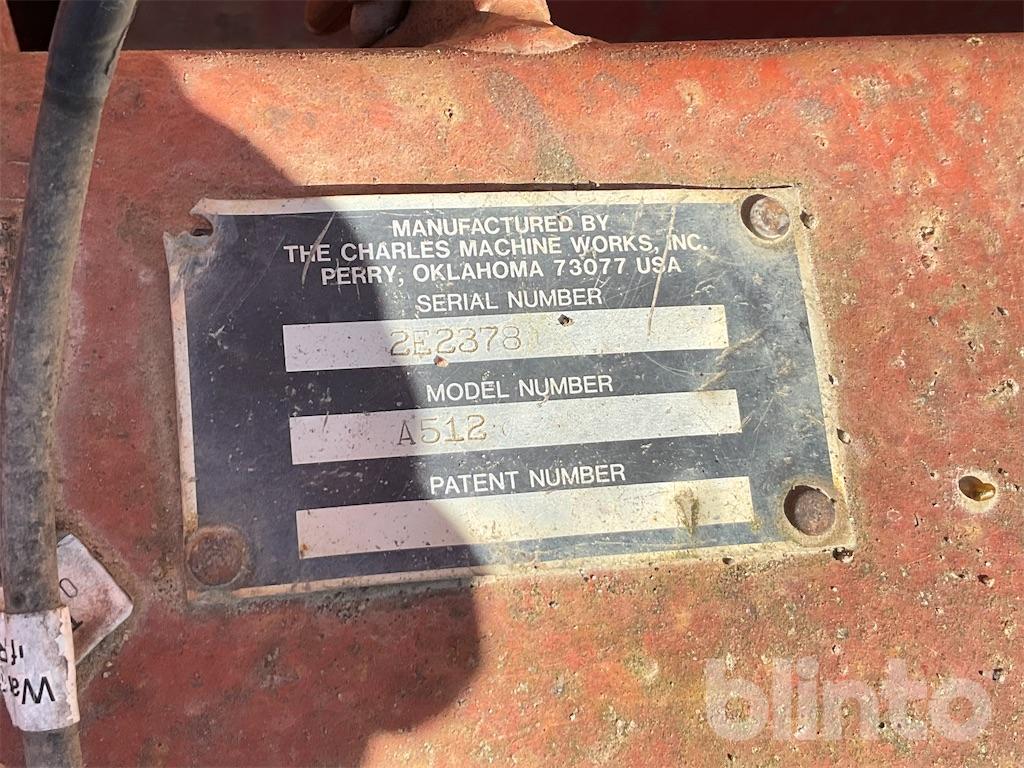 MANUFACTURED BY
THE CHARLES MACHINE WORKS, INC.
PERRY, OKLAHOMA 73077 USA
SERIAL NUMBER
2E2378
MODEL NUMBER
A512
PATENT NUMBER
Wa
blinto